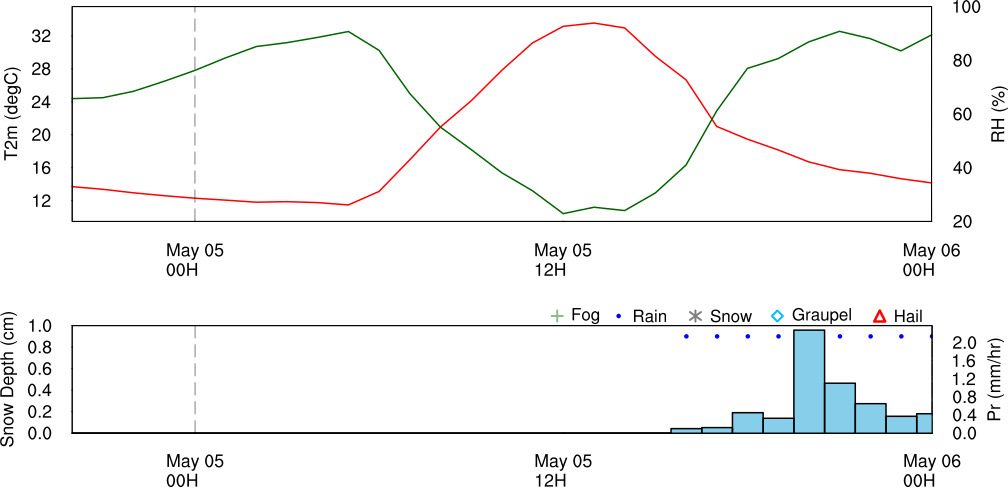 T2m (degC)
32
28
24
20
16
12
100
80
60
40
20
RH (%)
May 05
00H
May 05
12H
May 06
00H
Fog
Rain
Snow
Graupel
Hail
Snow Depth (cm)
1.0
0.8
0.6
0.4
0.2
0.0
2.0
1.6
1.2
0.8
0.4
0.0
Pr (mm/hr)
May 05
00H
May 05
12H
May 06
00H